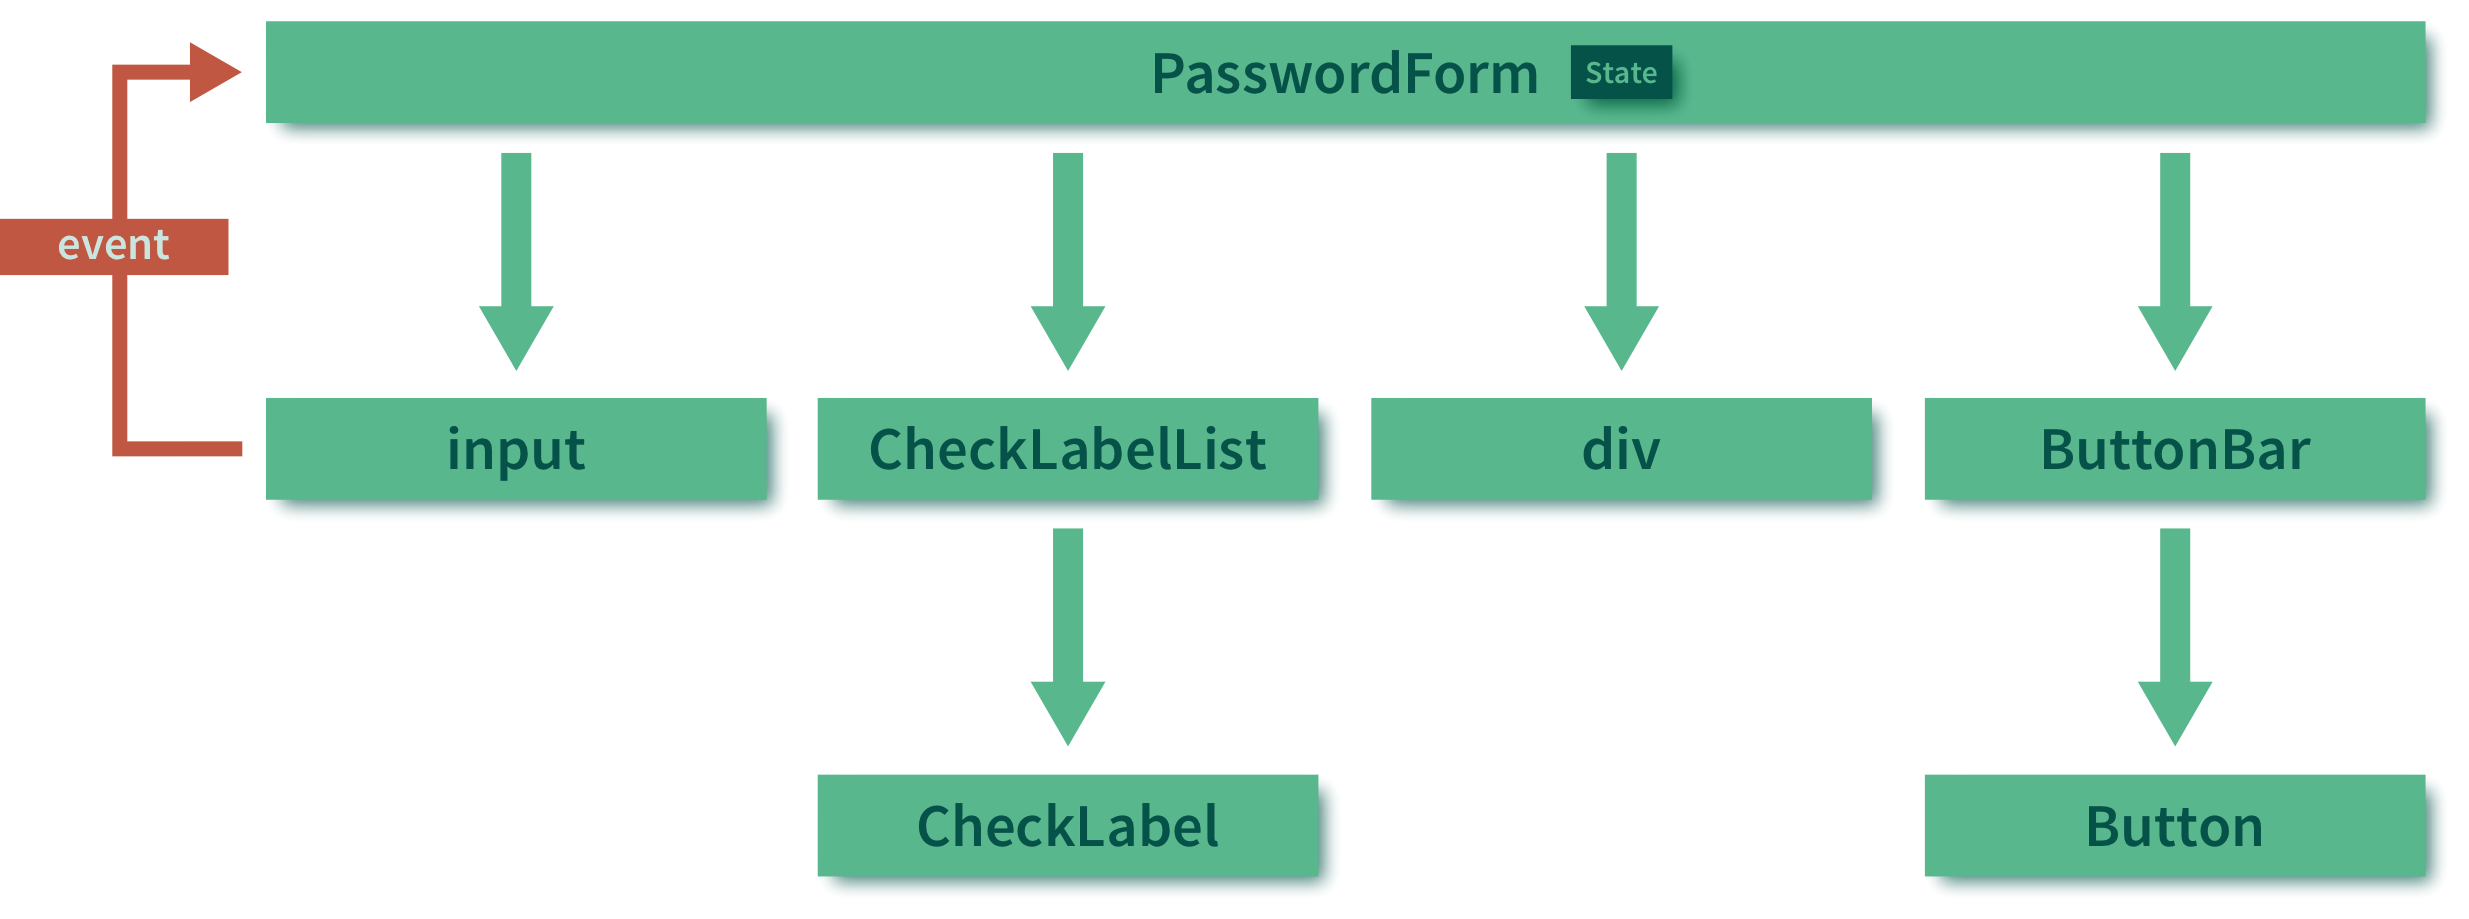 PasswordForm State
event
input CheckLabelList div ButtonBar
CheckLabel Button